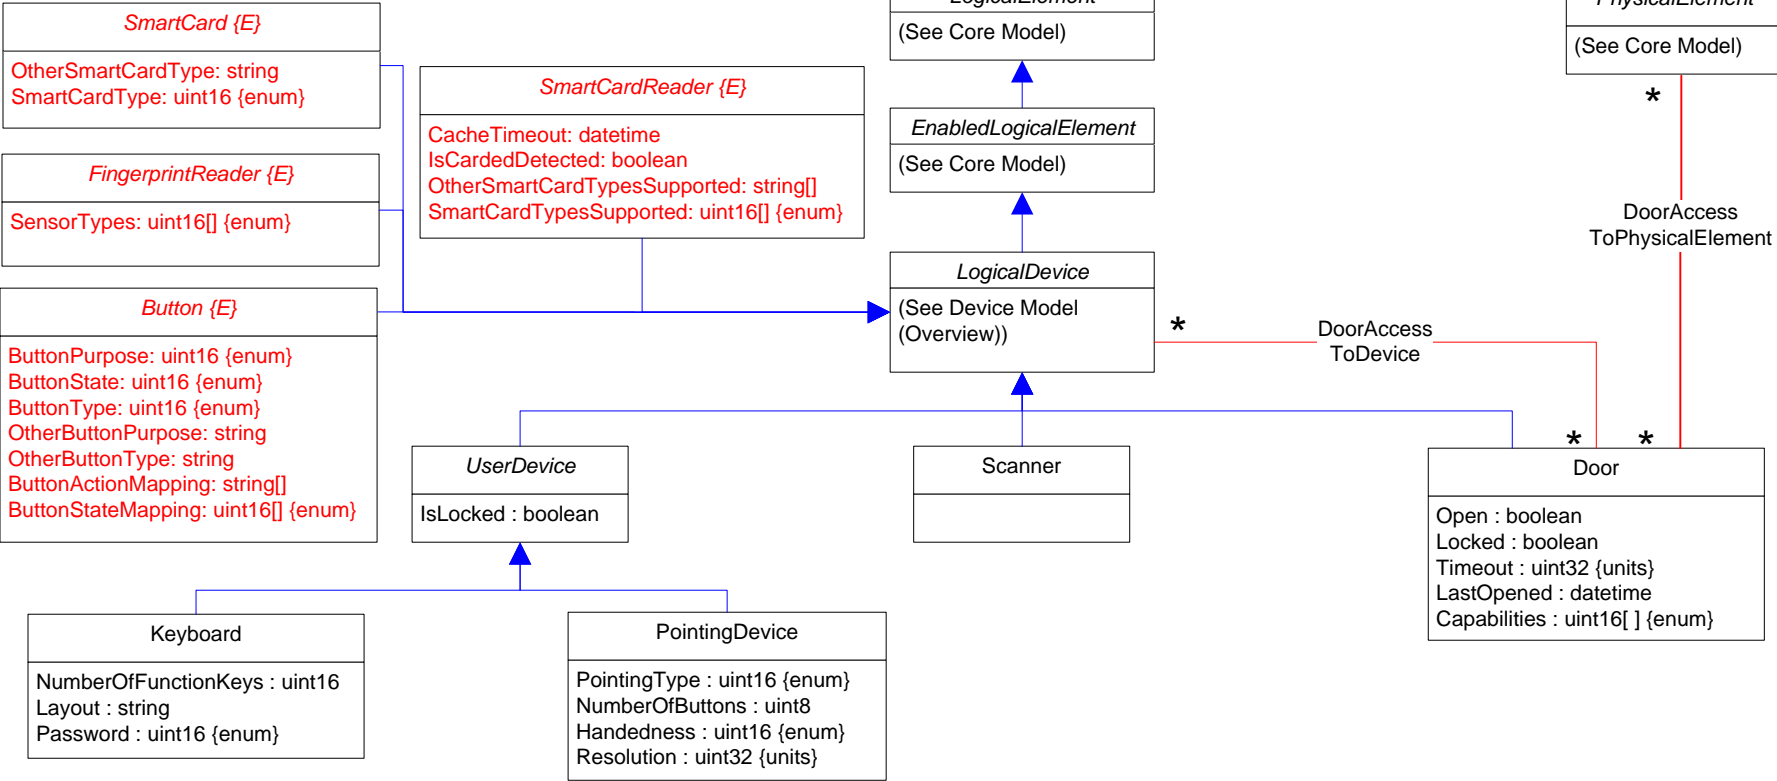 SmartCard {E}
OtherSmartCardType: string
SmartCardType: uint16 {enum}
FingerprintReader {E}
SensorTypes: uint16[] {enum}
Button {E}
ButtonPurpose: uint16 {enum}
ButtonState: uint16 {enum}
ButtonType: uint16 {enum}
OtherButtonPurpose: string
OtherButtonType: string
ButtonActionMapping: string[]
ButtonStateMapping: uint16[] {enum}
SmartCardReader {E}
CacheTimeout: datetime
IsCardedDetected: boolean
OtherSmartCardTypesSupported: string[]
SmartCardTypesSupported: uint16[] {enum}
LogicalElement
(See Core Model)
EnabledLogicalElement
(See Core Model)
LogicalDevice
(See Device Model
(Overview))
*
DoorAccess
ToDevice
*
PhysicalElement
(See Core Model)
*
DoorAccess
ToPhysicalElement
*
UserDevice
IsLocked : boolean
Scanner
Door
Open : boolean
Locked : boolean
Timeout : uint32 {units}
LastOpened : datetime
Capabilities : uint16[ ] {enum}
Keyboard
NumberOfFunctionKeys : uint16
Layout : string
Password : uint16 {enum}
PointingDevice
PointingType : uint16 {enum}
NumberOfButtons : uint8
Handedness : uint16 {enum}
Resolution : uint32 {units}